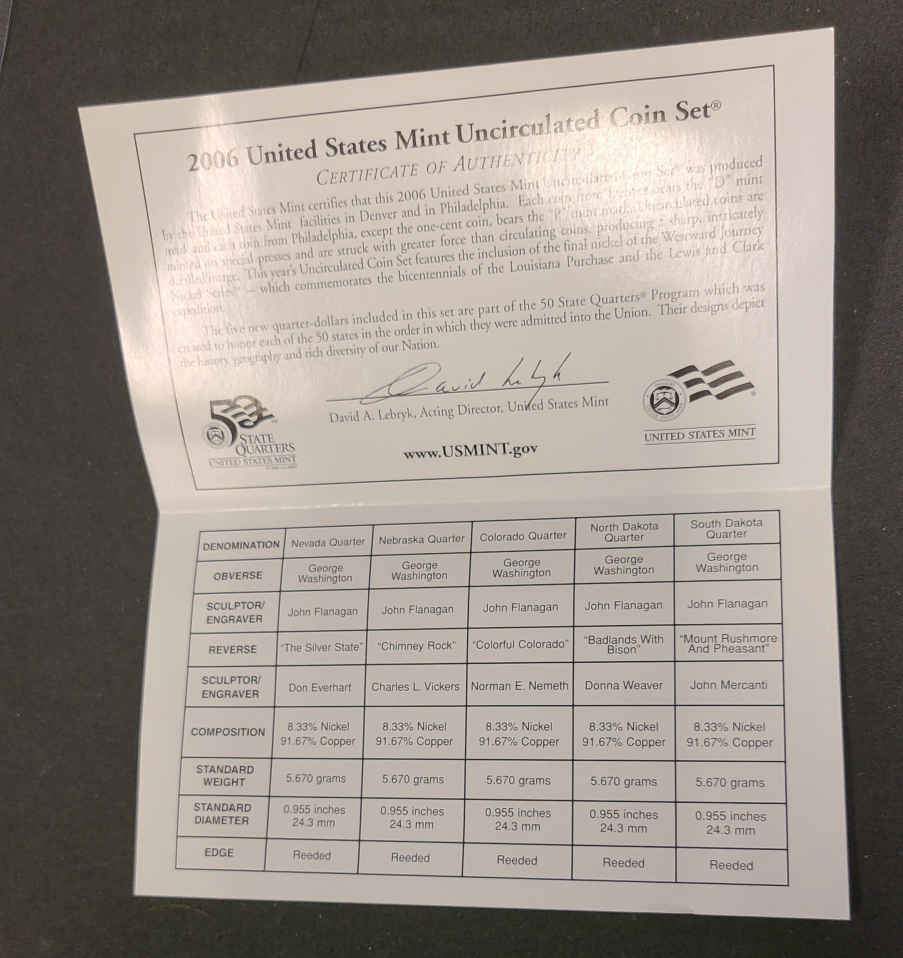 2006 United States Mint Uncirculated Coin Set®
CERTIFICATE OF AUTHENTICITY
The United States Mint certifies that this 2006 United States Mint Uncirculated Coin Set® was produced
by the United States Mint facilities in Denver and in Philadelphia. Each coin from bears the "D" mint
mark and each coin from Philadelphia, except the one-cent coin, bears the "P" mint mark. Uncirculated coins are
minted on special presses and are struck with greater force than circulating coins, producing a sharp, intricately
detailed image. This year's Uncirculated Coin Set features the inclusion of the final nickel of the Westward Journey
Nickel Series™ – which commemorates the bicentennials of the Louisiana Purchase and the Lewis and Clark
expedition.
The five new quarter-dollars included in this set are part of the 50 State Quarters® Program which was
created to honor each of the 50 states in the order in which they were admitted into the Union. Their designs depict
the history, geography and rich diversity of our Nation.
David Lebryk
David A. Lebryk, Acting Director, United States Mint
50
STATE
QUARTERS
UNITED STATES MINT
www.USMINT.gov
UNITED STATES MINT
DENOMINATION Nevada Quarter Nebraska Quarter Colorado Quarter North Dakota Quarter South Dakota Quarter
OBVERSE George Washington George Washington George Washington George Washington George Washington
SCULPTOR/ ENGRAVER John Flanagan John Flanagan John Flanagan John Flanagan John Flanagan
REVERSE "The Silver State" "Chimney Rock" "Colorful Colorado" "Badlands With Bison" "Mount Rushmore And Pheasant"
SCULPTOR/ ENGRAVER Don Everhart Charles L. Vickers Norman E. Nemeth Donna Weaver John Mercanti
COMPOSITION 8.33% Nickel 91.67% Copper 8.33% Nickel 91.67% Copper 8.33% Nickel 91.67% Copper 8.33% Nickel 91.67% Copper 8.33% Nickel 91.67% Copper
STANDARD WEIGHT 5.670 grams 5.670 grams 5.670 grams 5.670 grams 5.670 grams
STANDARD DIAMETER 0.955 inches 24.3 mm 0.955 inches 24.3 mm 0.955 inches 24.3 mm 0.955 inches 24.3 mm 0.955 inches 24.3 mm
EDGE Reeded Reeded Reeded Reeded Reeded